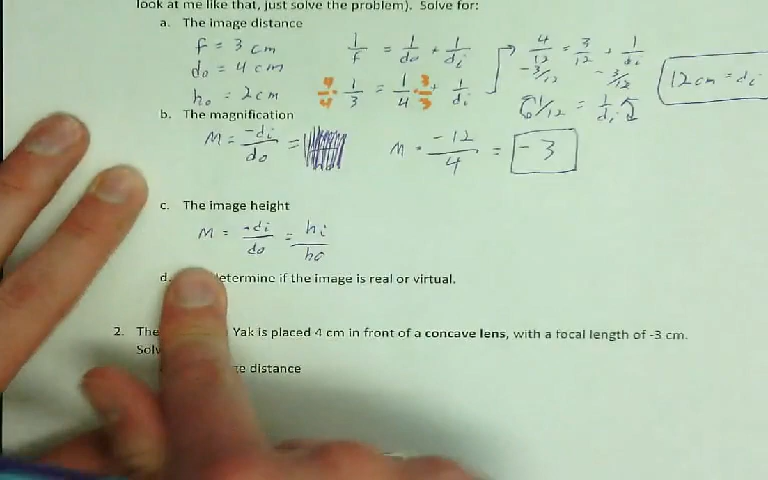 look at me like that, just solve the problem). Solve for:
a. The image distance
f = 3 cm
do = 4 cm
ho = 2 cm
1/f = 1/do + 1/di
4/4 · 1/3 = 1/4 · 3/3 + 1/di
4/12 = 3/12 + 1/di
-3/12 -3/12
1/12 = 1/di
12 cm = di
b. The magnification
M = -di/do =
M = -12/4 = -3
c. The image height
M = -di/do = hi/ho
d. etermine if the image is real or virtual.
2. The Yak is placed 4 cm in front of a concave lens, with a focal length of -3 cm.
Solv
distance